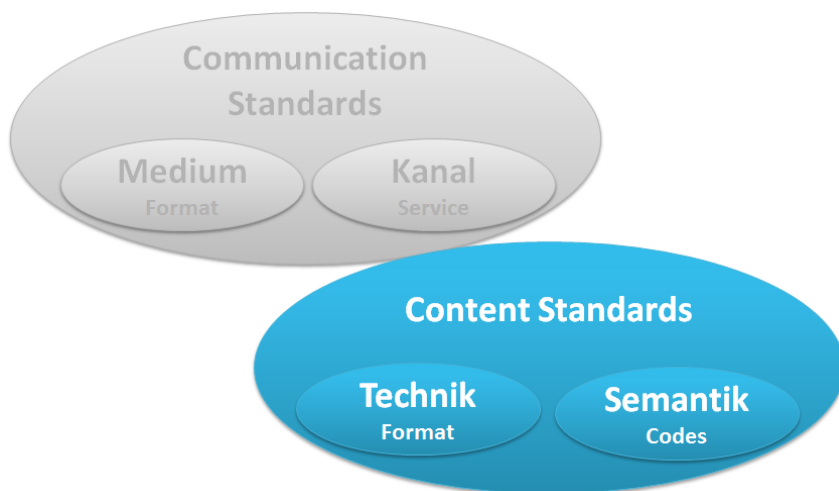 Communication
Standards
Medium
Format
Kanal
Service
Content Standards
Technik
Format
Semantik
Codes